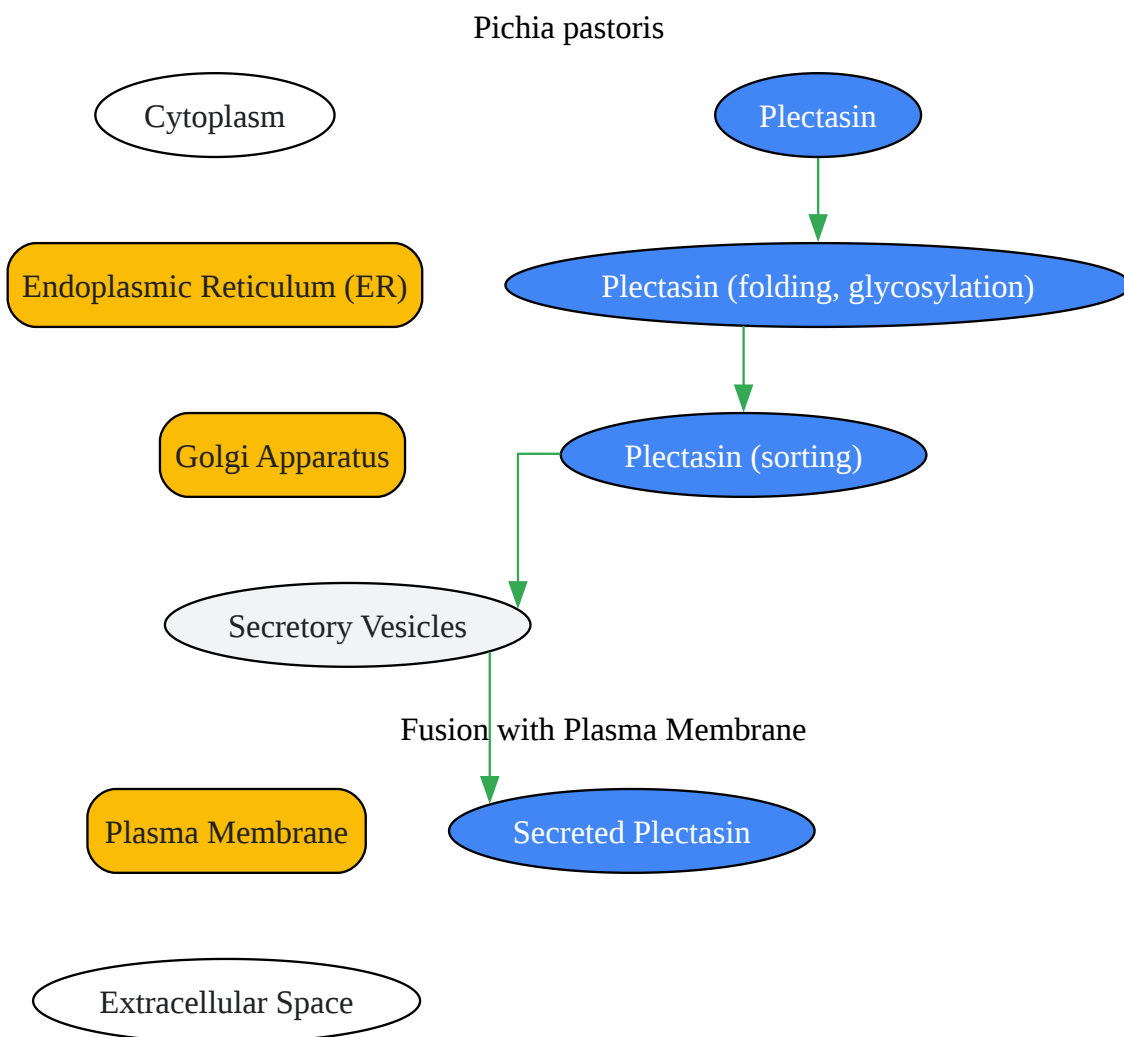 Pichia pastoris
Cytoplasm
Plectasin
Endoplasmic Reticulum (ER)
Plectasin (folding, glycosylation)
Golgi Apparatus
Plectasin (sorting)
Secretory Vesicles
Fusion with Plasma Membrane
Plasma Membrane
Secreted Plectasin
Extracellular Space